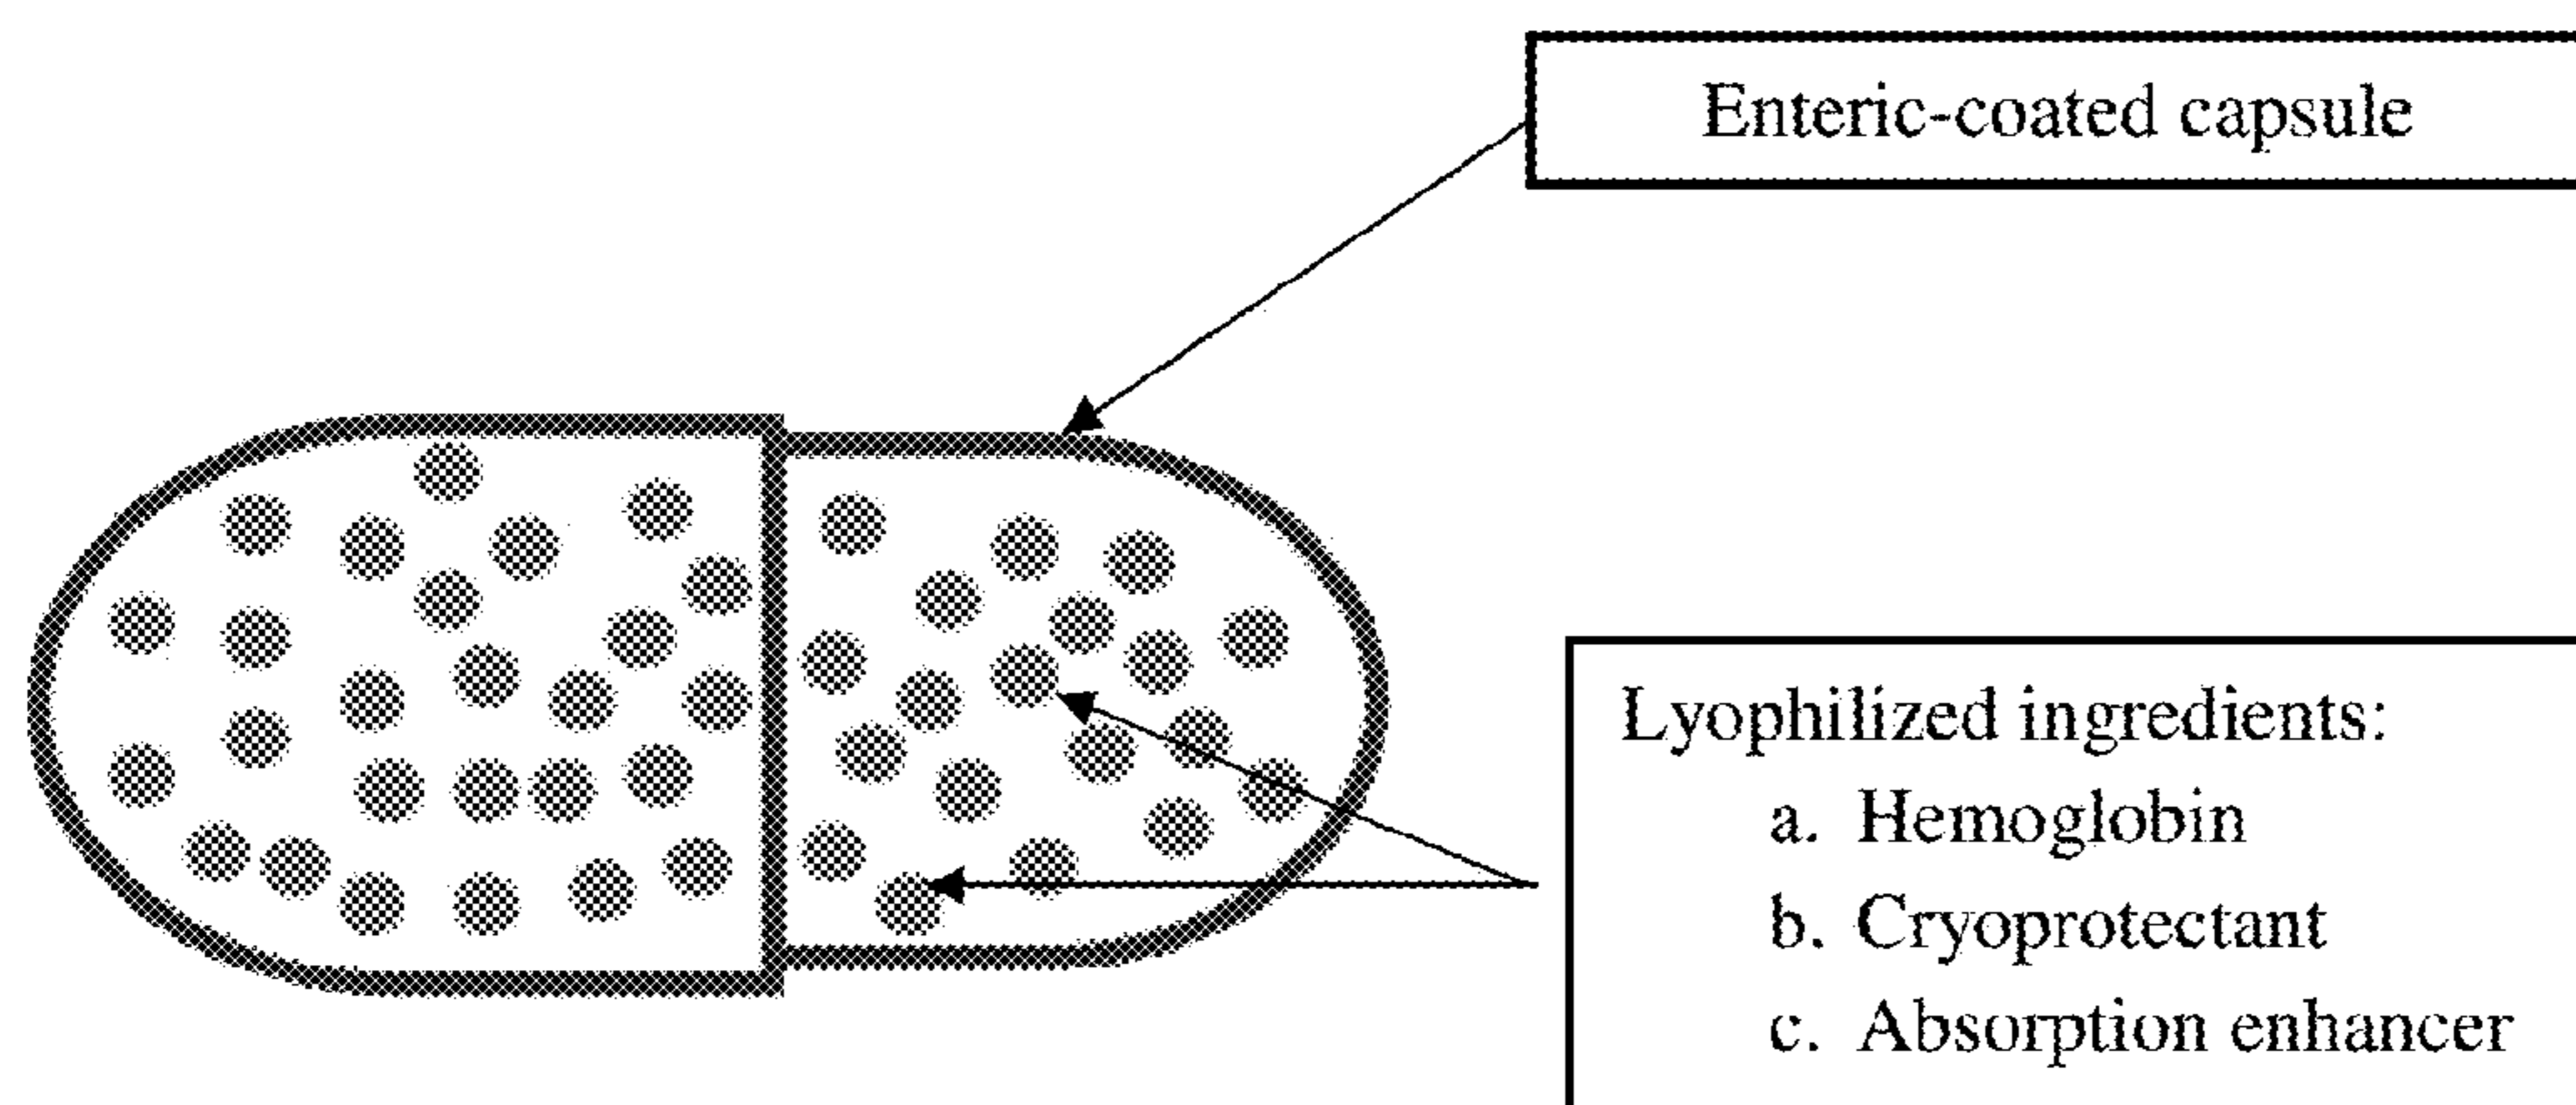 Enteric-coated capsule
Lyophilized ingredients:
a. Hemoglobin
b. Cryoprotectant
c. Absorption enhancer